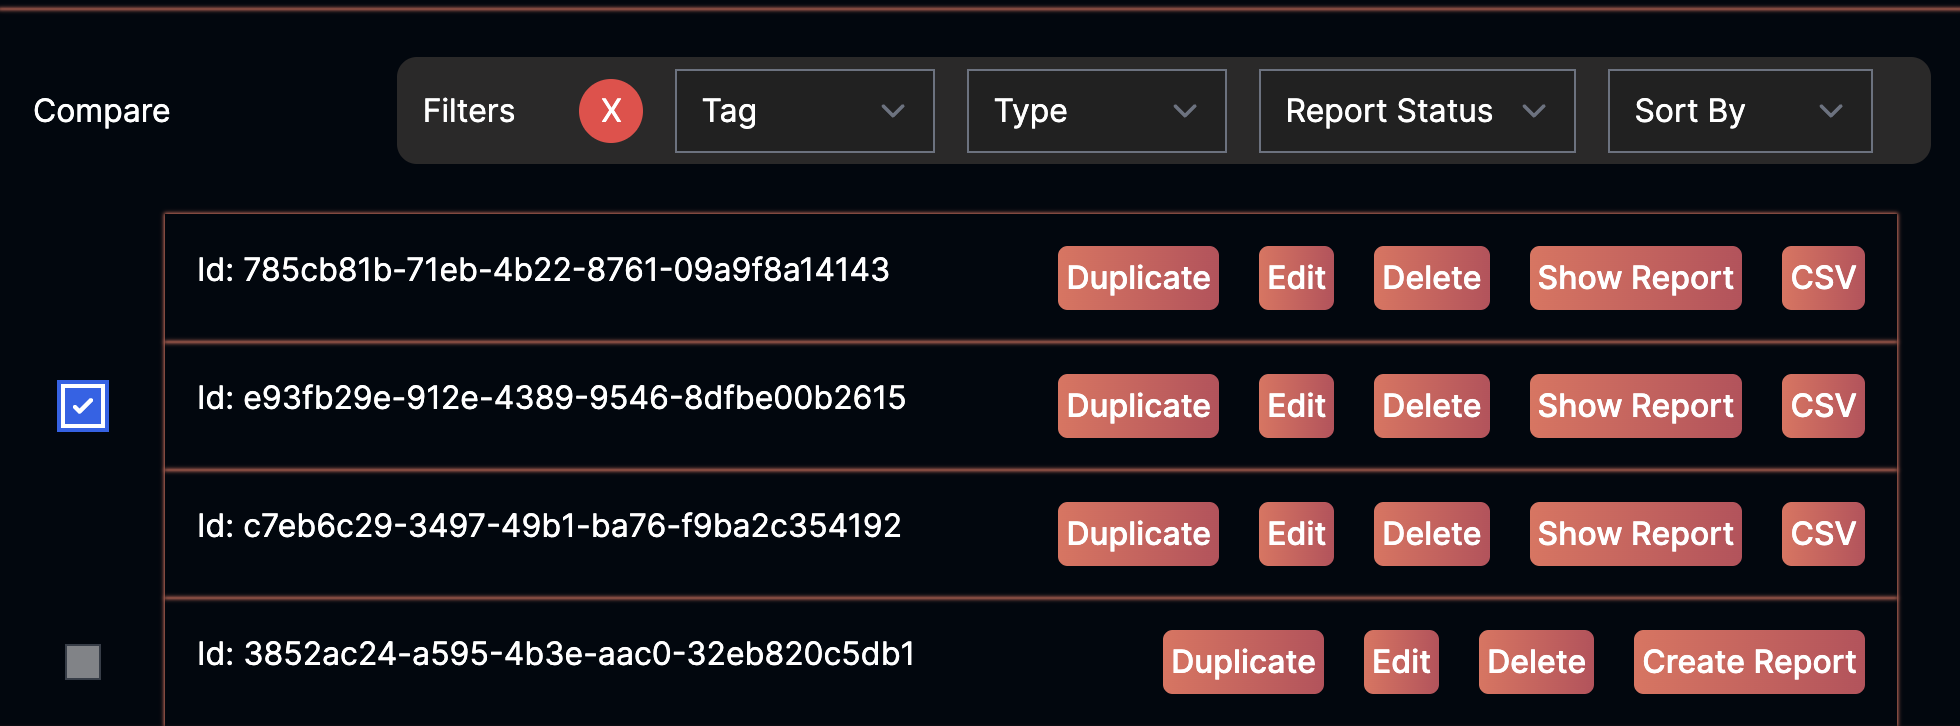 Compare Filters X Tag Type Report Status Sort By
Id: 785cb81b-71eb-4b22-8761-09a9f8a14143 Duplicate Edit Delete Show Report CSV
Id: e93fb29e-912e-4389-9546-8dfbe00b2615 Duplicate Edit Delete Show Report CSV
Id: c7eb6c29-3497-49b1-ba76-f9ba2c354192 Duplicate Edit Delete Show Report CSV
Id: 3852ac24-a595-4b3e-aac0-32eb820c5db1 Duplicate Edit Delete Create Report